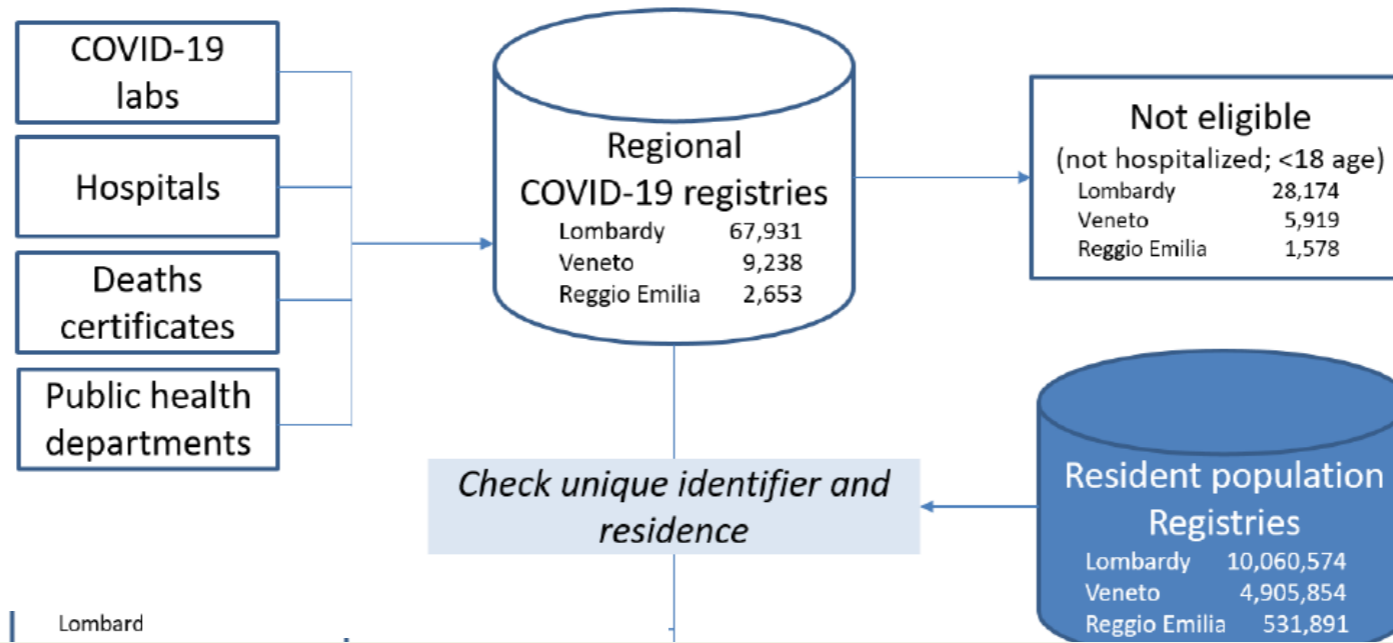 COVID-19
labs
Hospitals
Deaths
certificates
Public health
departments
Regional
COVID-19 registries
Lombardy 67,931
Veneto 9,238
Reggio Emilia 2,653
Not eligible
(not hospitalized; <18 age)
Lombardy 28,174
Veneto 5,919
Reggio Emilia 1,578
Check unique identifier and
residence
Resident population
Registries
Lombardy 10,060,574
Veneto 4,905,854
Reggio Emilia 531,891
Lombard